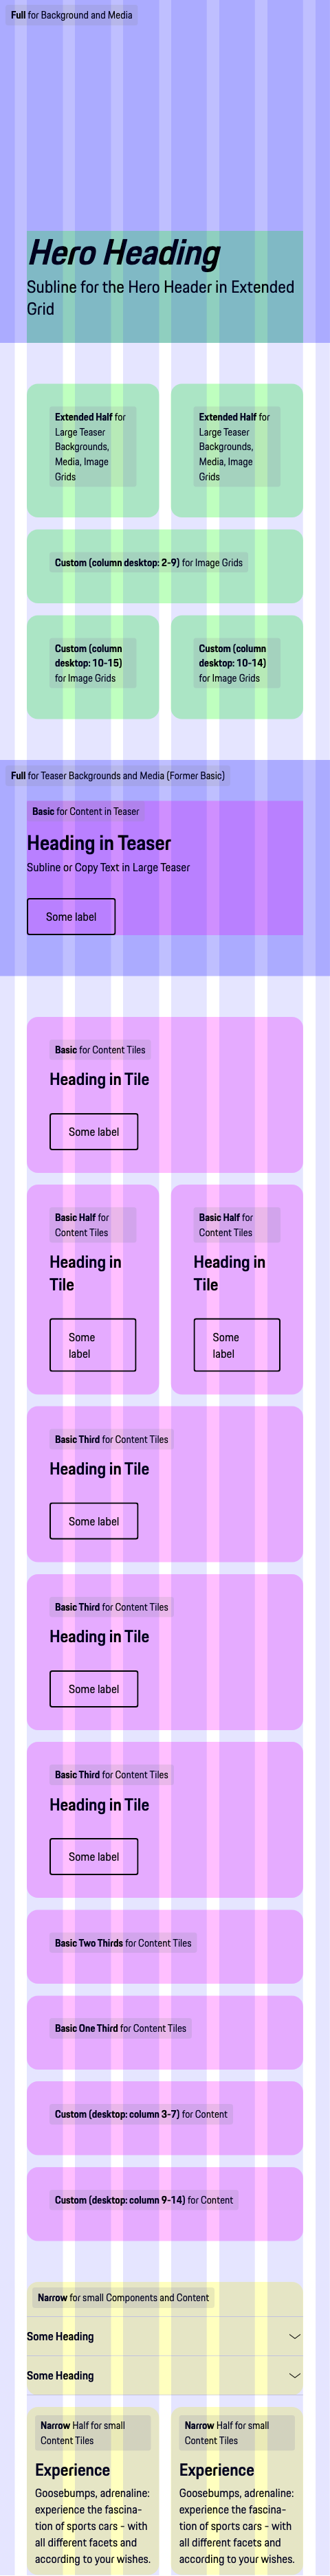 Full for Background and Media
Hero Heading
Subline for the Hero Header in Extended
Grid
Extended Half for
Large Teaser
Backgrounds,
Media, Image
Grids
Extended Half for
Large Teaser
Backgrounds,
Media, Image
Grids
Custom (column desktop: 2-9) for Image Grids
Custom (column
desktop: 10-15)
for Image Grids
Custom (column
desktop: 10-14)
for Image Grids
Full for Teaser Backgrounds and Media (Former Basic)
Basic for Content in Teaser
Heading in Teaser
Subline or Copy Text in Large Teaser
Some label
Basic for Content Tiles
Heading in Tile
Some label
Basic Half for
Content Tiles
Heading in
Tile
Some
label
Basic Half for
Content Tiles
Heading in
Tile
Some
label
Basic Third for Content Tiles
Heading in Tile
Some label
Basic Third for Content Tiles
Heading in Tile
Some label
Basic Third for Content Tiles
Heading in Tile
Some label
Basic Two Thirds for Content Tiles
Basic One Third for Content Tiles
Custom (desktop: column 3-7) for Content
Custom (desktop: column 9-14) for Content
Narrow for small Components and Content
Some Heading
Some Heading
Narrow Half for small
Content Tiles
Experience
Goosebumps, adrenaline:
experience the fascina-
tion of sports cars - with
all different facets and
according to your wishes.
Narrow Half for small
Content Tiles
Experience
Goosebumps, adrenaline:
experience the fascina-
tion of sports cars - with
all different facets and
according to your wishes.